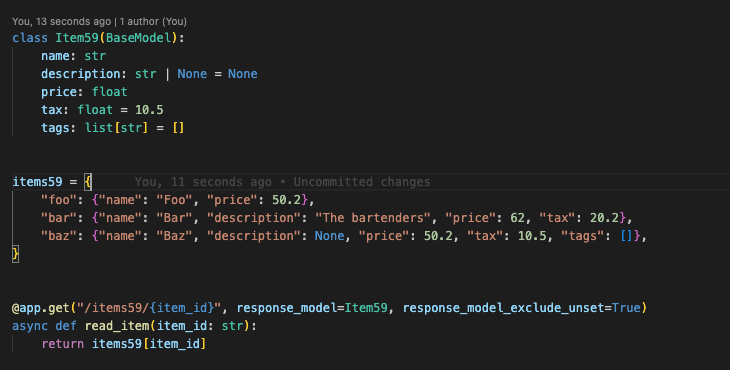 You, 13 seconds ago | 1 author (You)
class Item59(BaseModel):
    name: str
    description: str | None = None
    price: float
    tax: float = 10.5
    tags: list[str] = []
items59 = {        You, 11 seconds ago • Uncommitted changes
    "foo": {"name": "Foo", "price": 50.2},
    "bar": {"name": "Bar", "description": "The bartenders", "price": 62, "tax": 20.2},
    "baz": {"name": "Baz", "description": None, "price": 50.2, "tax": 10.5, "tags": []},
}
@app.get("/items59/{item_id}", response_model=Item59, response_model_exclude_unset=True)
async def read_item(item_id: str):
    return items59[item_id]